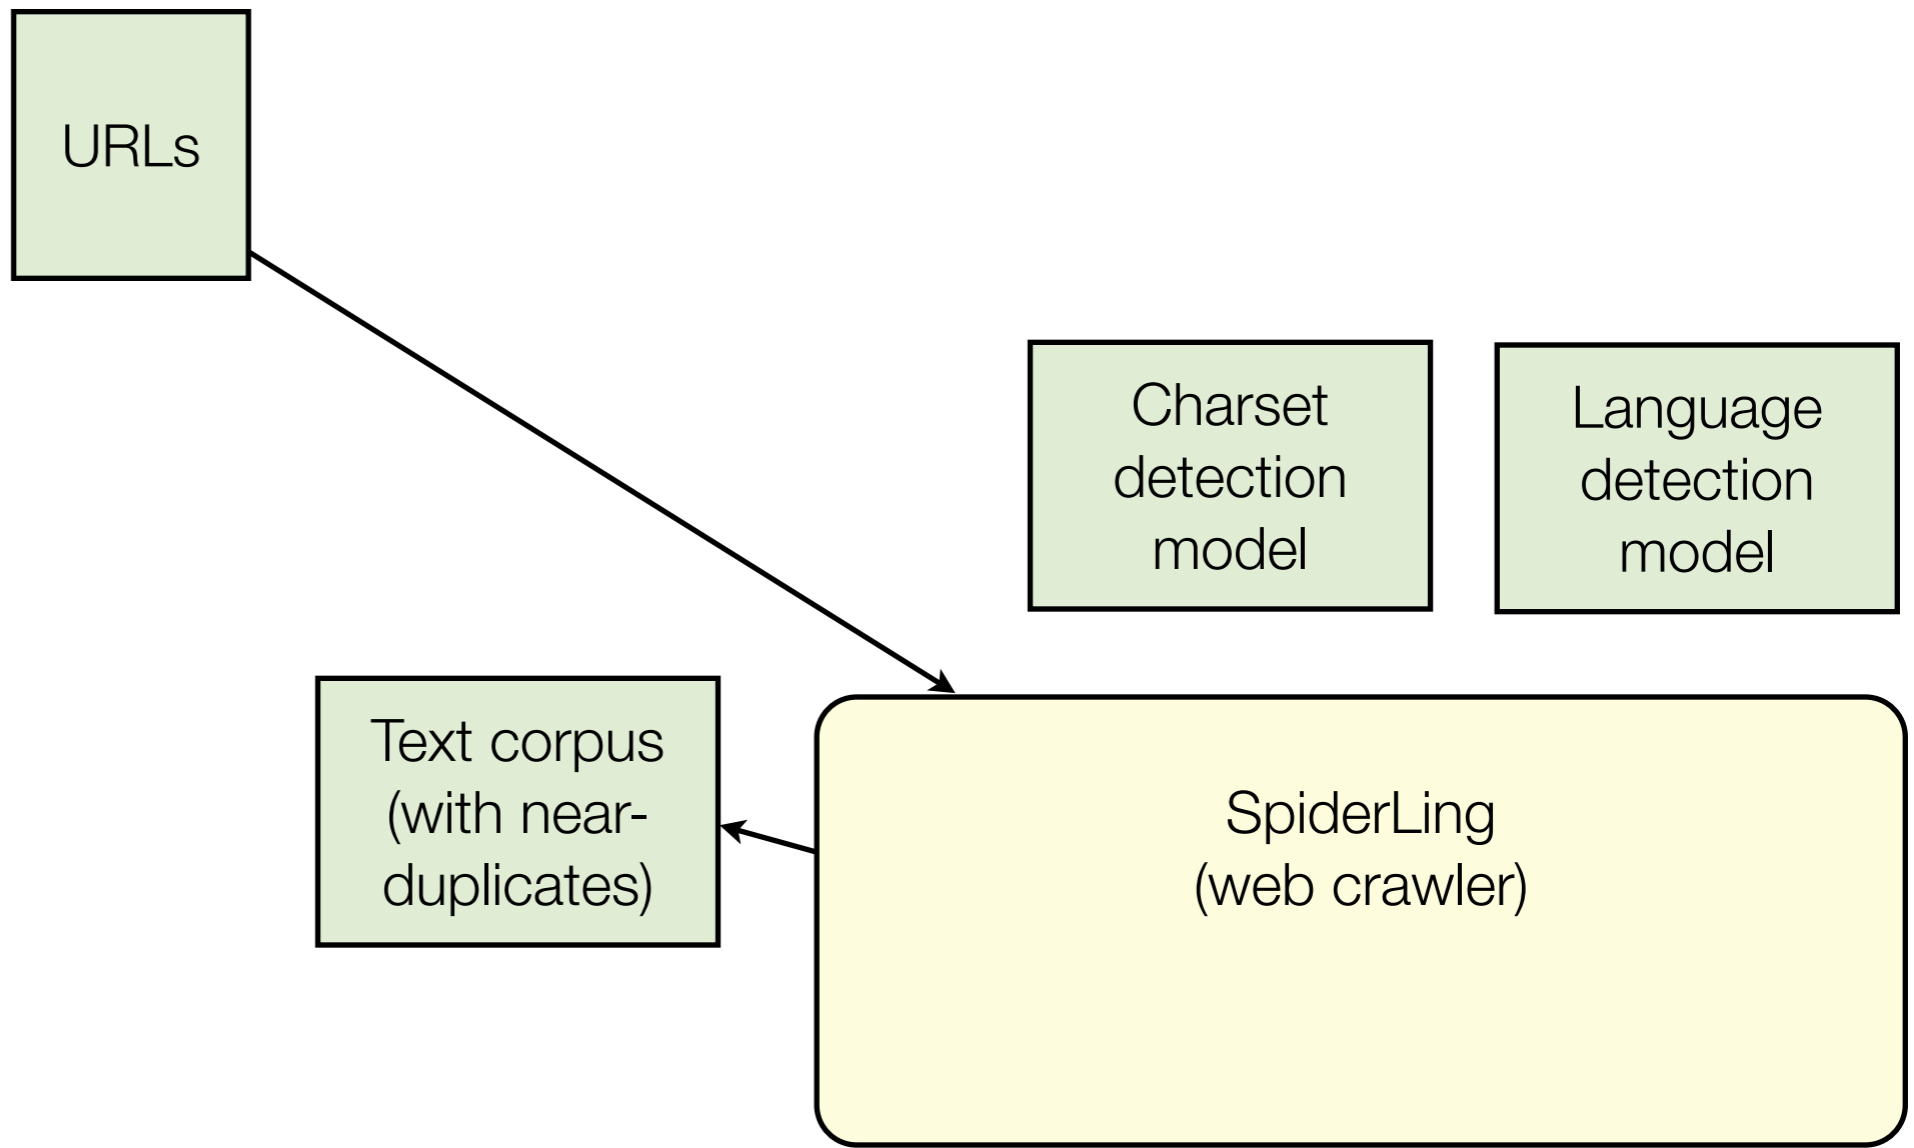 URLs
Charset
detection
model
Language
detection
model
Text corpus
(with near-
duplicates)
SpiderLing
(web crawler)